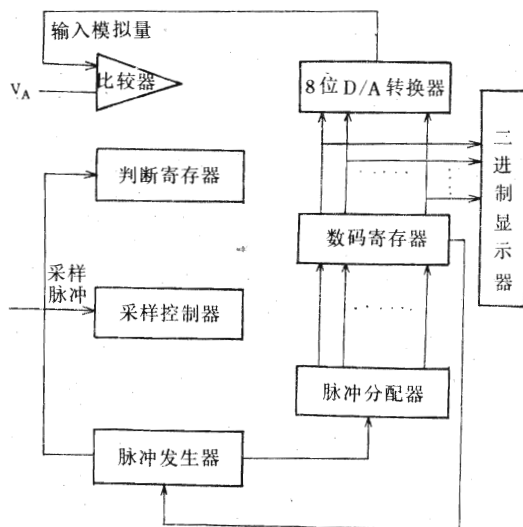 输入模拟量
比较器
VA
8位D/A转换器
二进制显示器
判断寄存器
数码寄存器
采样
脉冲
采样控制器
脉冲分配器
脉冲发生器